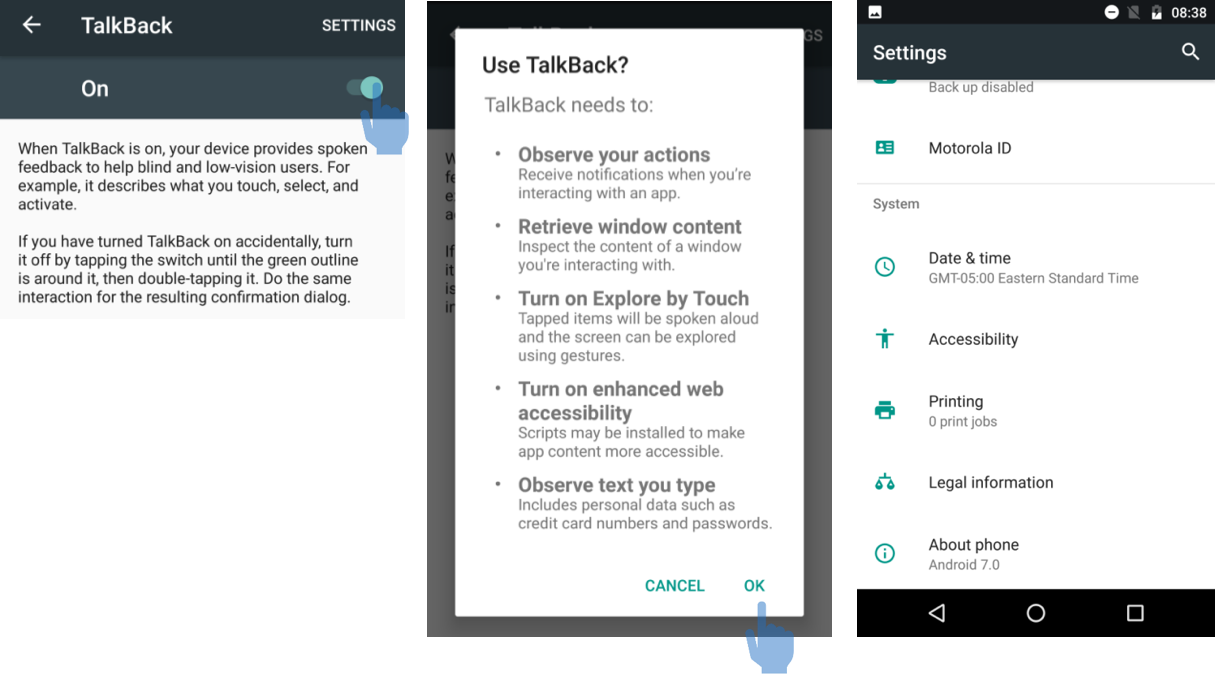 TalkBack
SETTINGS
On
When TalkBack is on, your device provides spoken
feedback to help blind and low-vision users. For
example, it describes what you touch, select, and
activate.
If you have turned TalkBack on accidentally, turn
it off by tapping the switch until the green outline
is around it, then double-tapping it. Do the same
interaction for the resulting confirmation dialog.
Use TalkBack?
TalkBack needs to:
• Observe your actions
Receive notifications when you're
interacting with an app.
• Retrieve window content
Inspect the content of a window
you're interacting with.
• Turn on Explore by Touch
Tapped items will be spoken aloud
and the screen can be explored
using gestures.
• Turn on enhanced web
accessibility
Scripts may be installed to make
app content more accessible.
• Observe text you type
Includes personal data such as
credit card numbers and passwords.
CANCEL
OK
08:38
Settings
Back up disabled
Motorola ID
System
Date & time
GMT-05:00 Eastern Standard Time
Accessibility
Printing
0 print jobs
Legal information
About phone
Android 7.0